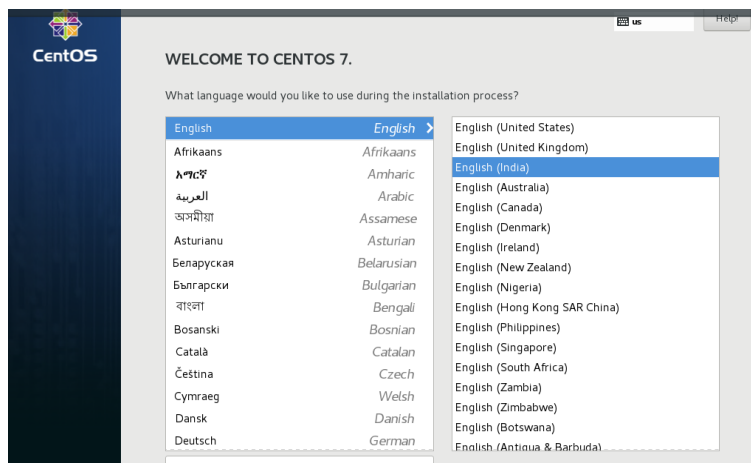 us
Help!
CentOS
WELCOME TO CENTOS 7.
What language would you like to use during the installation process?
English English
Afrikaans Afrikaans
አማርኛ Amharic
العربية Arabic
অসমীয়া Assamese
Asturianu Asturian
Беларуская Belarusian
Български Bulgarian
বাংলা Bengali
Bosanski Bosnian
Català Catalan
Čeština Czech
Cymraeg Welsh
Dansk Danish
Deutsch German
English (United States)
English (United Kingdom)
English (India)
English (Australia)
English (Canada)
English (Denmark)
English (Ireland)
English (New Zealand)
English (Nigeria)
English (Hong Kong SAR China)
English (Philippines)
English (Singapore)
English (South Africa)
English (Zambia)
English (Zimbabwe)
English (Botswana)
English (Antigua & Barbuda)